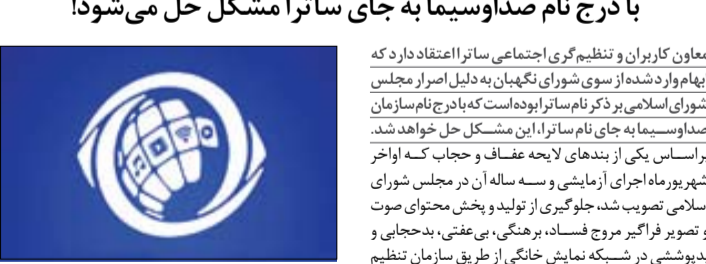 با درج نام صداوسیما به جای ساترا مشکل حل می‌شود!
معاون کاربران و تنظیم‌گری اجتماعی ساترا اعتقاد دارد که
ابهام وارد شده از سوی شورای نگهبان به دلیل اصرار مجلس
شورای اسلامی بر ذکر نام ساترا بوده است که با درج نام سازمان
صداوسیما به جای نام ساترا، این مشکل حل خواهد شد.
براساس یکی از بندهای لایحه عفاف و حجاب که اواخر
شهریورماه اجرای آزمایشی و سه ساله آن در مجلس شورای
اسلامی تصویب شد، جلوگیری از تولید و پخش محتوای صوت
و تصویر فراگیر مروج فساد، برهنگی، بی‌عفتی، بدحجابی و
بدپوششی در شبکه نمایش خانگی از طریق سازمان تنظیم